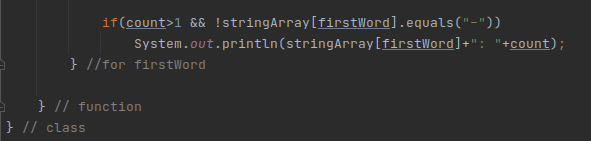 if(count>1 && !stringArray[firstWord].equals("-"))
System.out.println(stringArray[firstWord]+": "+count);
} //for firstWord
} // function
} // class